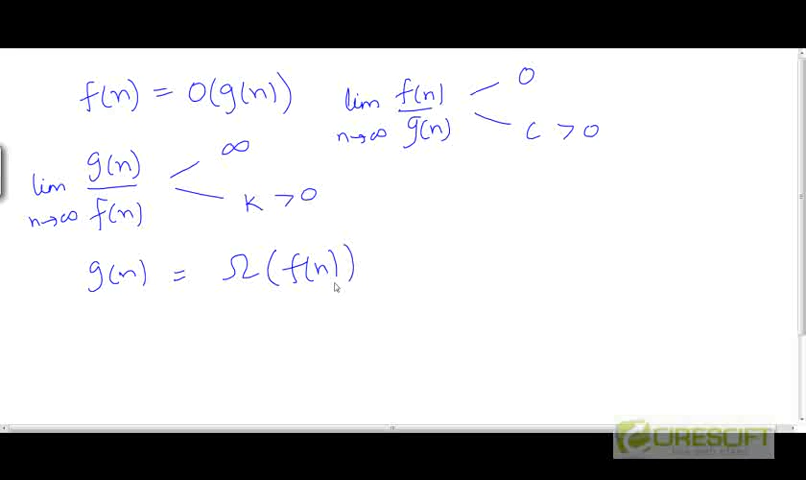 f(n) = O(g(n))
lim n→∞ f(n)/g(n) < 0
c > 0
lim n→∞ g(n)/f(n) < ∞
K > 0
g(n) = Ω(f(n))